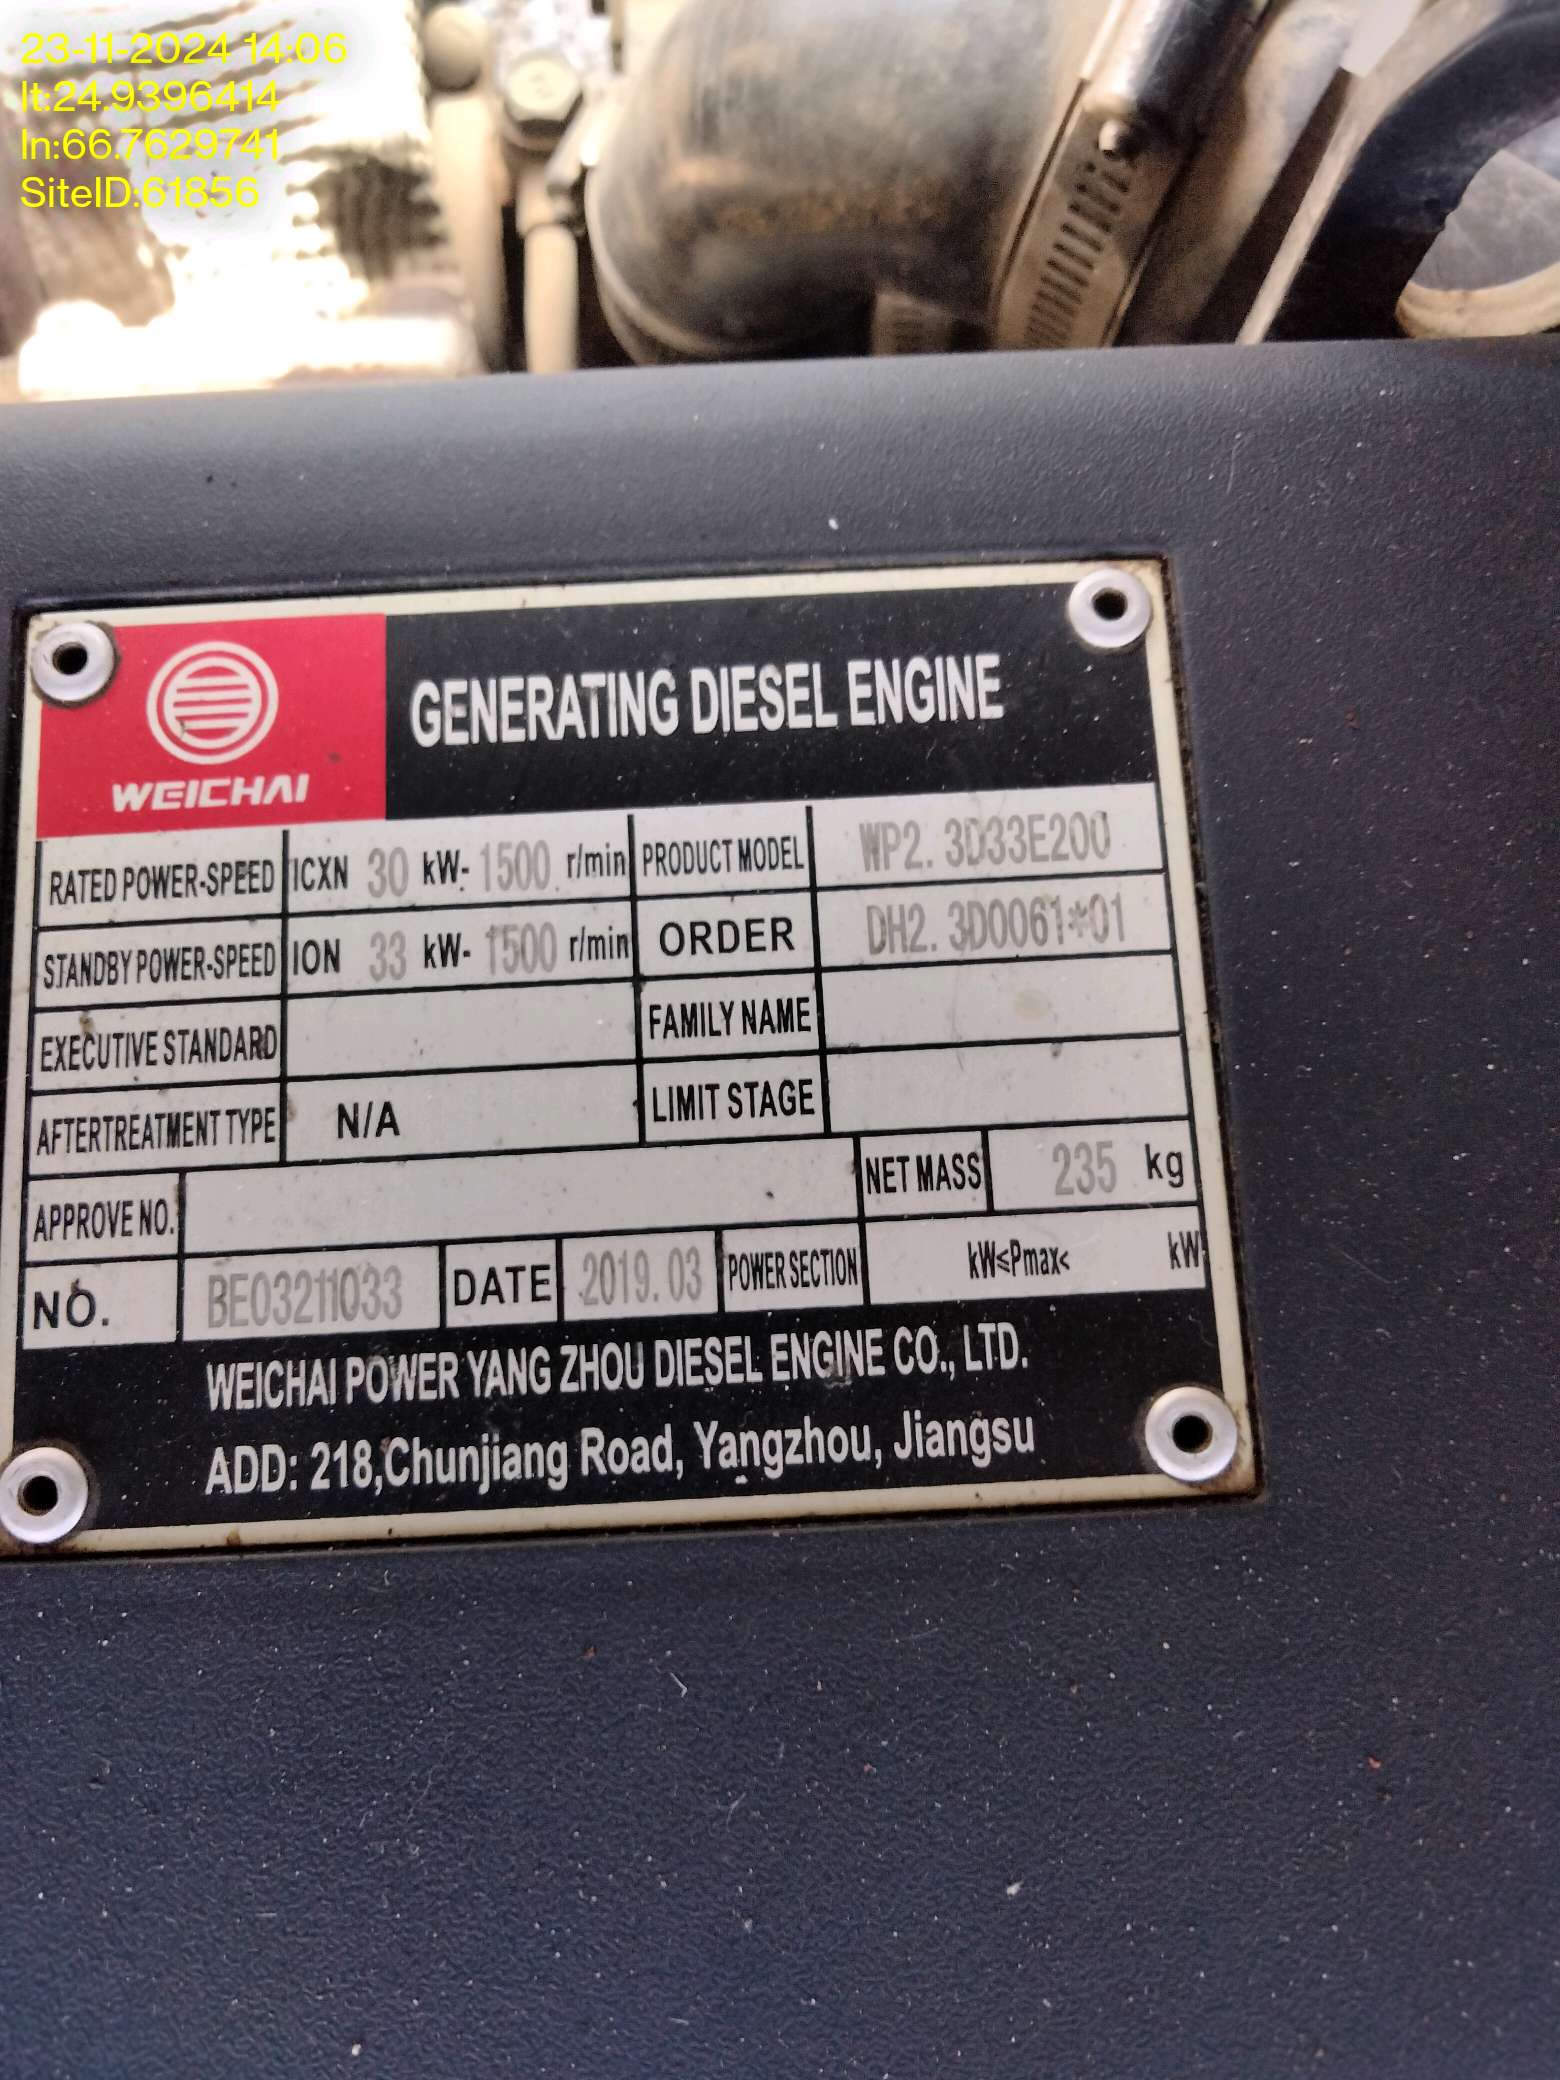 23-11-2024 14:06
lt:24.9396414
ln:66.7629741
SiteID:61856
WEICHAI
GENERATING DIESEL ENGINE
RATED POWER-SPEED ICXN 30 kW- 1500 r/min PRODUCT MODEL WP2.3D33E200
STANDBY POWER-SPEED ION 33 kW- 1500 r/min ORDER DH2.3D0061*01
EXECUTIVE STANDARD FAMILY NAME
AFTERTREATMENT TYPE N/A LIMIT STAGE
APPROVE NO. NET MASS 235 kg
NO. BE03211033 DATE 2019.03 POWER SECTION kW≤Pmax< kW
WEICHAI POWER YANG ZHOU DIESEL ENGINE CO., LTD.
ADD: 218,Chunjiang Road, Yangzhou, Jiangsu